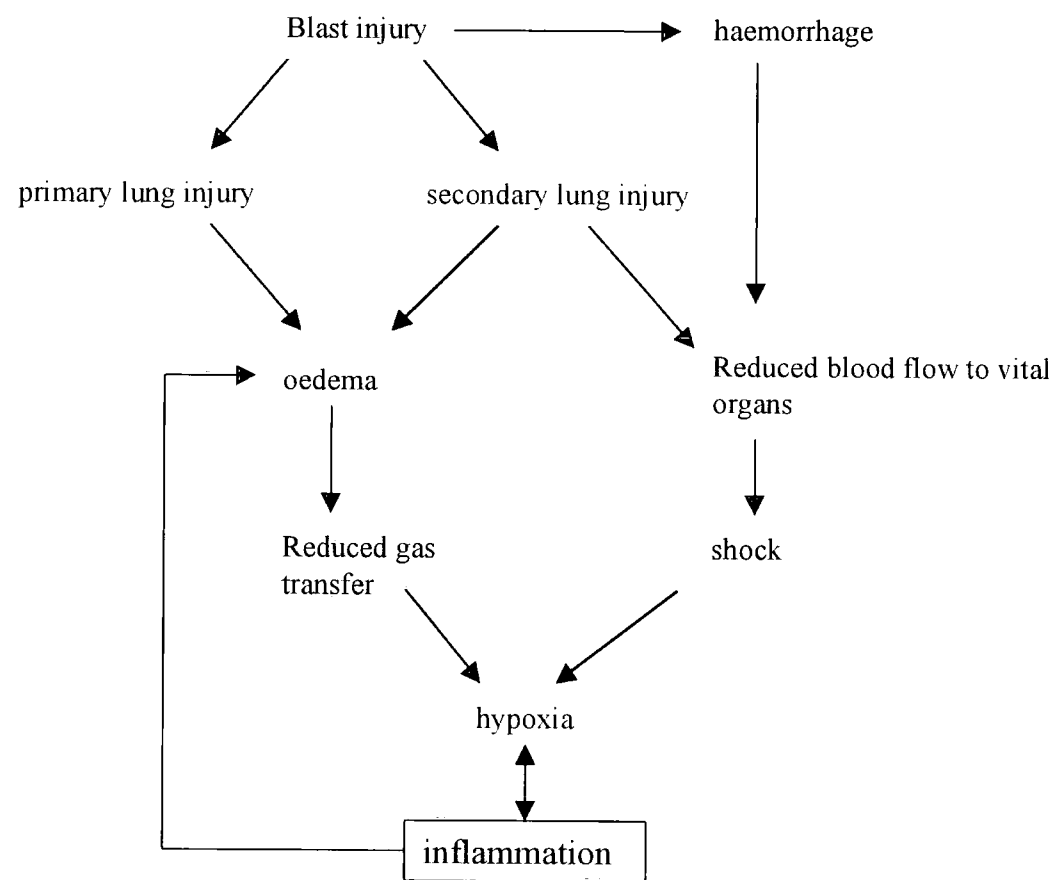 Blast injury
haemorrhage
primary lung injury
secondary lung injury
oedema
Reduced blood flow to vital
organs
Reduced gas
transfer
shock
hypoxia
inflammation